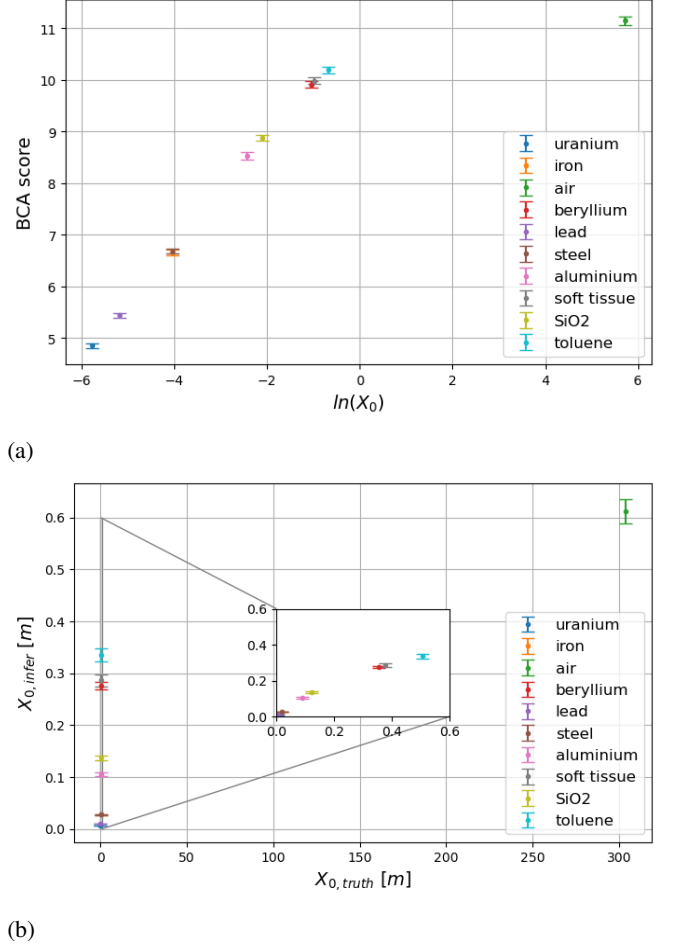 11
10
9
8
7
6
5
BCA score
−6 −4 −2 0 2 4 6
ln(X₀)
uranium
iron
air
beryllium
lead
steel
aluminium
soft tissue
SiO2
toluene
(a)
0.6
0.5
0.4
0.3
0.2
0.1
0.0
X₀,infer [m]
0.6
0.4
0.2
0.0
0.0 0.2 0.4 0.6
uranium
iron
air
beryllium
lead
steel
aluminium
soft tissue
SiO2
toluene
0 50 100 150 200 250 300
X₀,truth [m]
(b)